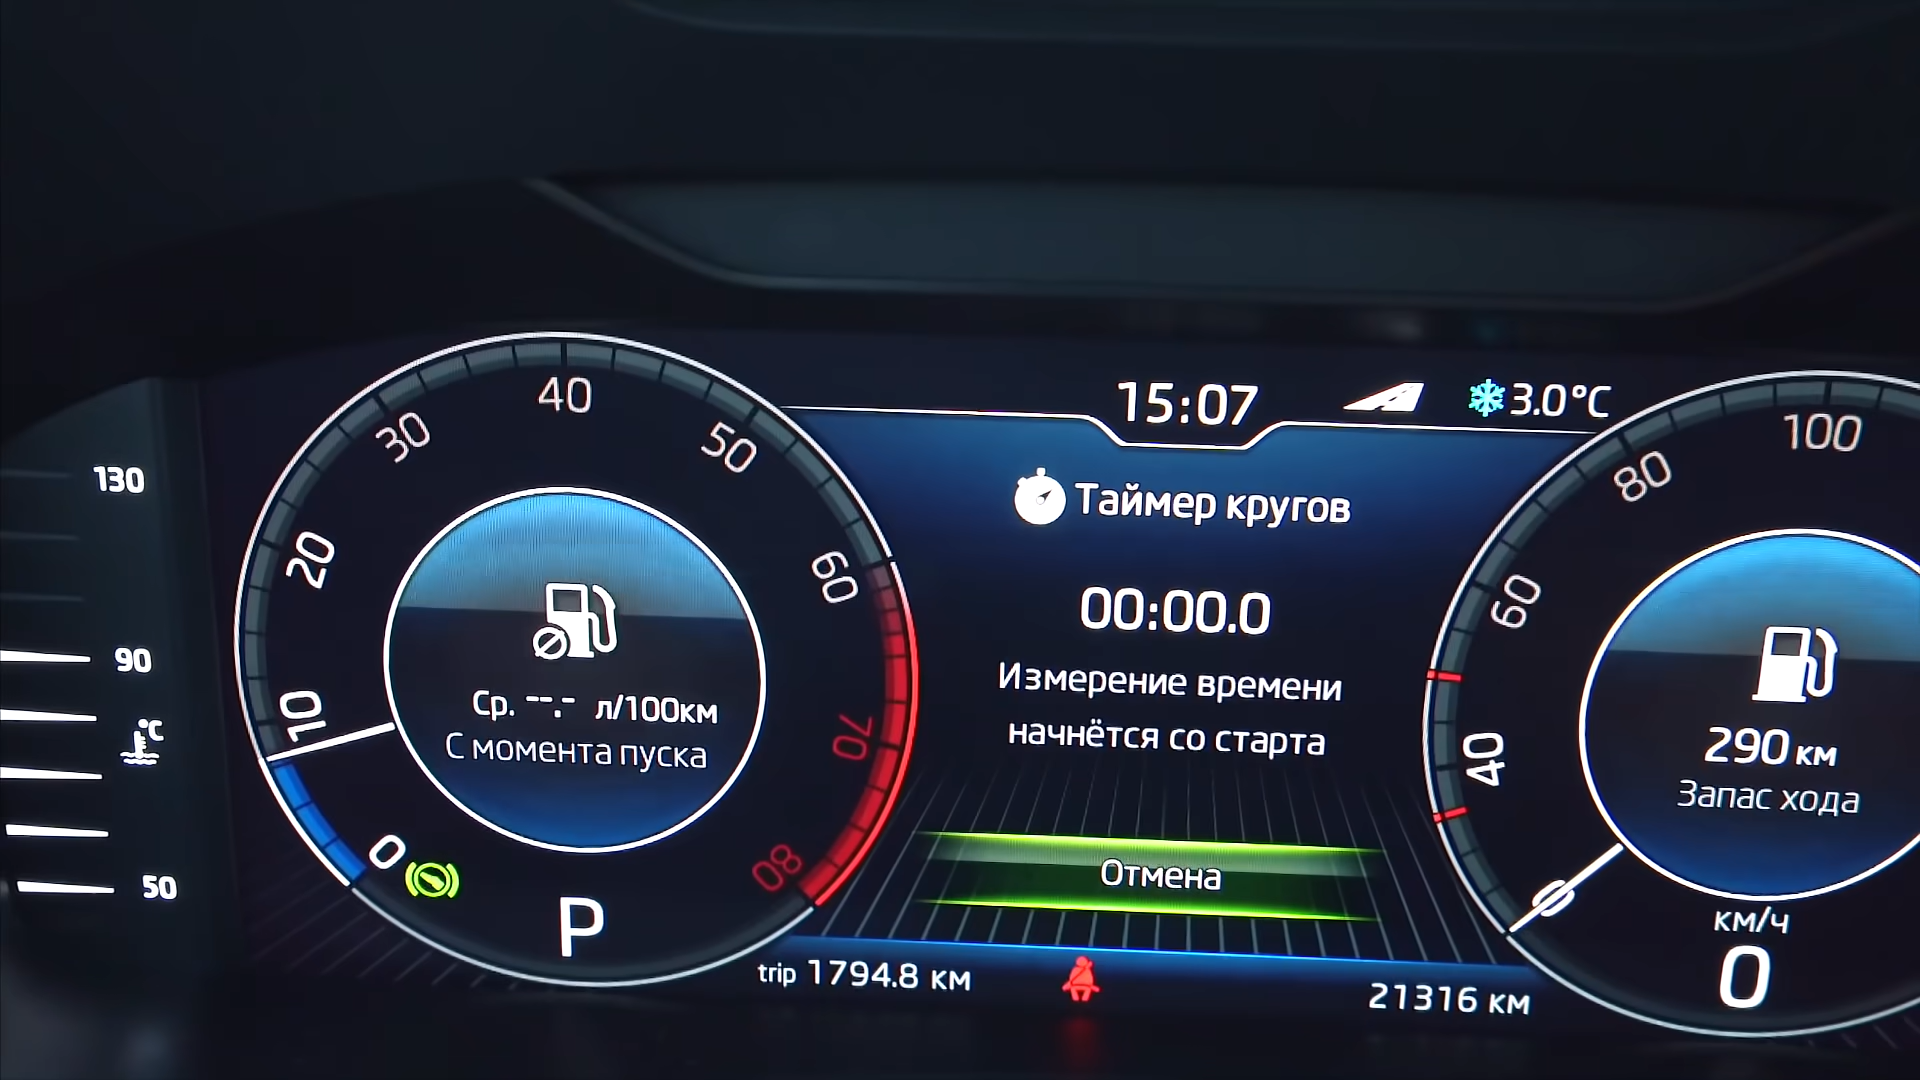 130
90
°C
50
0
10
20
30
40
50
60
70
80
Ср. --.- л/100км
С момента пуска
P
15:07
3.0°C
Таймер кругов
00:00.0
Измерение времени
начнётся со старта
Отмена
trip 1794.8 км
21316 км
40
60
80
100
290 км
Запас хода
км/ч
0